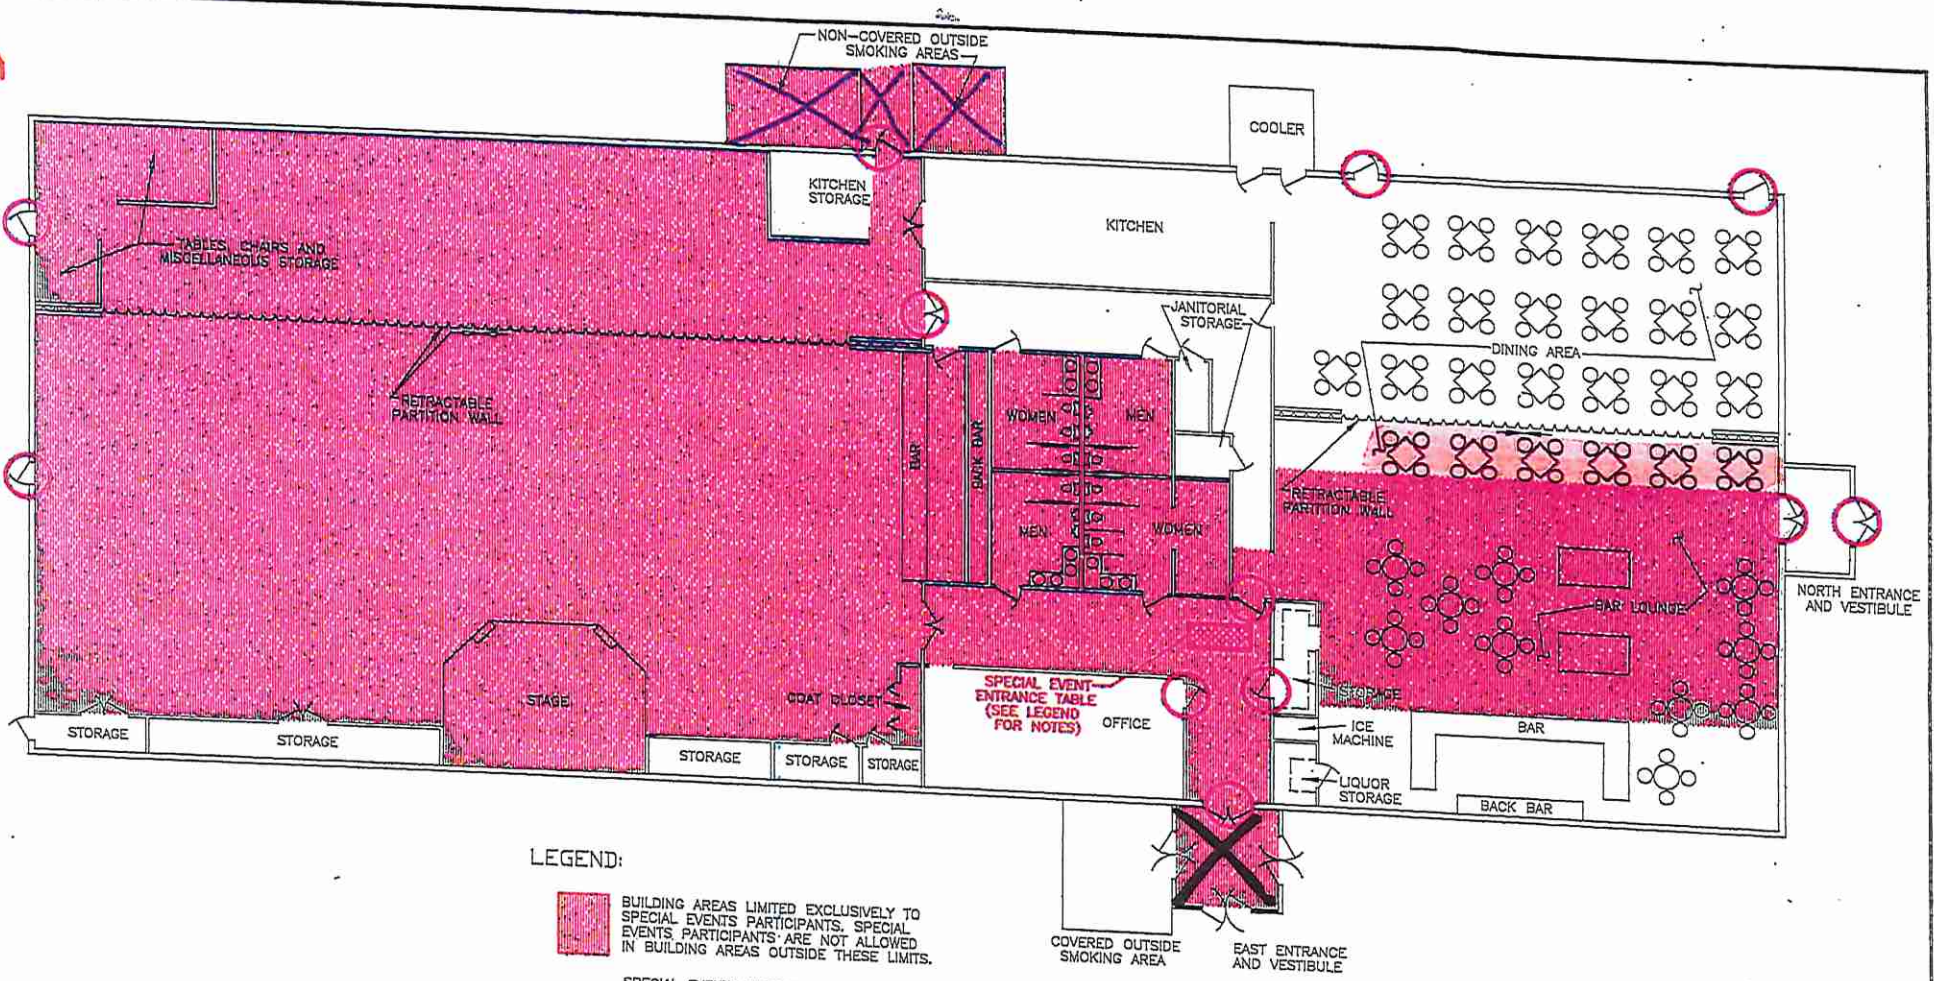 NON-COVERED OUTSIDE
SMOKING AREAS
COOLER
KITCHEN
STORAGE
KITCHEN
TABLES, CHAIRS AND
MISCELLANEOUS STORAGE
JANITORIAL
STORAGE
DINING AREA
RETRACTABLE
PARTITION WALL
BAR
BACK BAR
WOMEN
MEN
MEN
WOMEN
RETRACTABLE
PARTITION WALL
BAR LOUNGE
NORTH ENTRANCE
AND VESTIBULE
STAGE
COAT CLOSET
SPECIAL EVENT
ENTRANCE TABLE
(SEE LEGEND
FOR NOTES)
OFFICE
STORAGE
ICE
MACHINE
BAR
LIQUOR
STORAGE
BACK BAR
STORAGE
STORAGE
STORAGE
STORAGE
STORAGE
COVERED OUTSIDE
SMOKING AREA
EAST ENTRANCE
AND VESTIBULE
LEGEND:
BUILDING AREAS LIMITED EXCLUSIVELY TO
SPECIAL EVENTS PARTICIPANTS. SPECIAL
EVENTS PARTICIPANTS ARE NOT ALLOWED
IN BUILDING AREAS OUTSIDE THESE LIMITS.